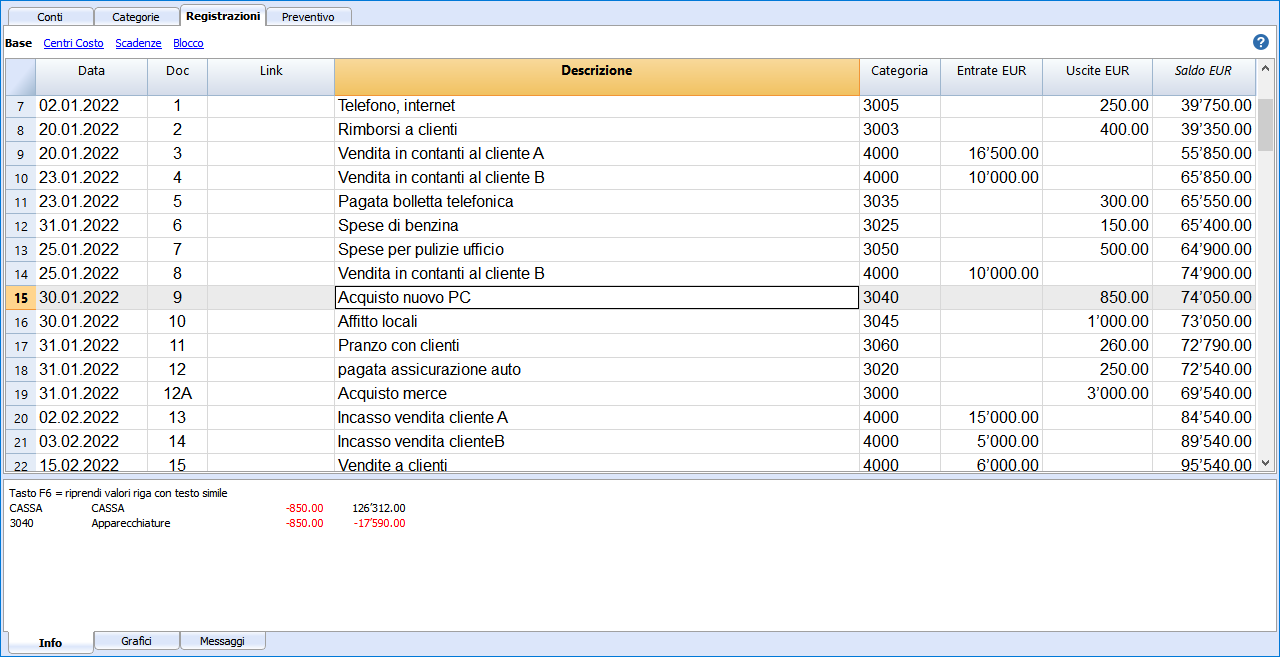 Conti Categorie Registrazioni Preventivo
Base Centri Costo Scadenze Blocco ?
Data Doc Link Descrizione Categoria Entrate EUR Uscite EUR Saldo EUR
7 02.01.2022 1 Telefono, internet 3005 250.00 39’750.00
8 20.01.2022 2 Rimborsi a clienti 3003 400.00 39’350.00
9 20.01.2022 3 Vendita in contanti al cliente A 4000 16’500.00 55’850.00
10 23.01.2022 4 Vendita in contanti al cliente B 4000 10’000.00 65’850.00
11 23.01.2022 5 Pagata bolletta telefonica 3035 300.00 65’550.00
12 31.01.2022 6 Spese di benzina 3025 150.00 65’400.00
13 25.01.2022 7 Spese per pulizie ufficio 3050 500.00 64’900.00
14 25.01.2022 8 Vendita in contanti al cliente B 4000 10’000.00 74’900.00
15 30.01.2022 9 Acquisto nuovo PC 3040 850.00 74’050.00
16 30.01.2022 10 Affitto locali 3045 1’000.00 73’050.00
17 31.01.2022 11 Pranzo con clienti 3060 260.00 72’790.00
18 31.01.2022 12 pagata assicurazione auto 3020 250.00 72’540.00
19 31.01.2022 12A Acquisto merce 3000 3’000.00 69’540.00
20 02.02.2022 13 Incasso vendita cliente A 4000 15’000.00 84’540.00
21 03.02.2022 14 Incasso vendita clienteB 4000 5’000.00 89’540.00
22 15.02.2022 15 Vendite a clienti 4000 6’000.00 95’540.00
Tasto F6 = riprendi valori riga con testo simile
CASSA CASSA -850.00 126’312.00
3040 Apparecchiature -850.00 -17’590.00
Info Grafici Messaggi